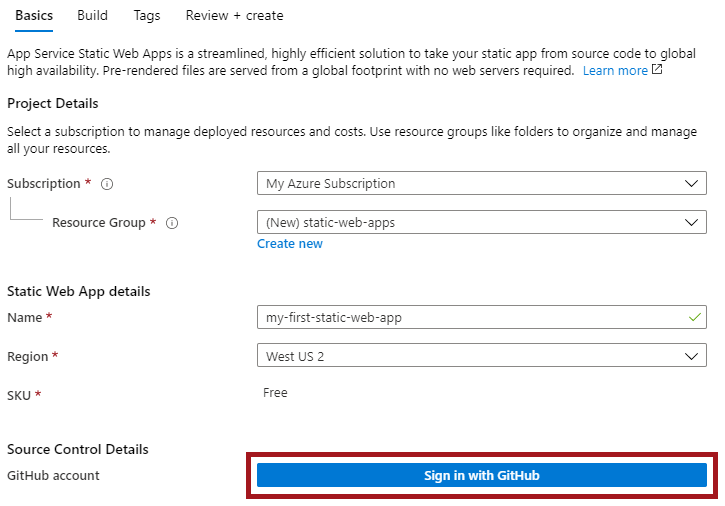 Basics Build Tags Review + create
App Service Static Web Apps is a streamlined, highly efficient solution to take your static app from source code to global
high availability. Pre-rendered files are served from a global footprint with no web servers required. Learn more
Project Details
Select a subscription to manage deployed resources and costs. Use resource groups like folders to organize and manage
all your resources.
Subscription * My Azure Subscription
Resource Group * (New) static-web-apps
Create new
Static Web App details
Name * my-first-static-web-app
Region * West US 2
SKU * Free
Source Control Details
GitHub account Sign in with GitHub